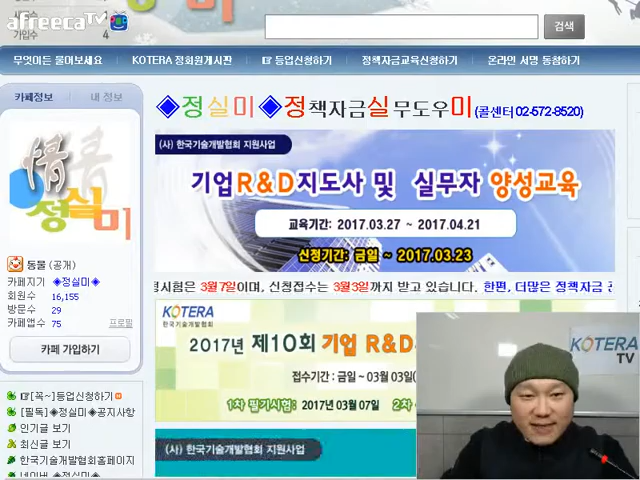 afreecaTV
가입수 4
검색
무엇이든 물어보세요 KOTERA 정회원게시판 ☞ 등업신청하기 정책자금교육신청하기 온라인 서명 동참하기
카페정보 내 정보
◈정실미◈정책자금실무도우미(콜센터 02-572-8520)
(사) 한국기술개발협회 지원사업
기업R&D지도사 및 실무자 양성교육
교육기간: 2017.03.27 ~ 2017.04.21
신청기간: 금일 ~ 2017.03.23
情
정실미
동물 (공개)
카페지기 ◈정실미◈
회원수 16,155
방문수 29
카페앱수 75
프로필
카페 가입하기
시험은 3월7일이며, 신청접수는 3월3일까지 받고 있습니다. 한편, 더많은 정책자금
KOTERA
한국기술개발협회
2017년 제10회 기업 R&D
접수기간 : 금일 ~ 03월 03일(
1차 필기시험: 2017년 03월 07일 2차
(사) 한국기술개발협회 지원사업
☞[꼭~]등업신청하기
[필독]◈정실미◈공지사항
인기글 보기
최신글 보기
한국기술개발협회홈페이지
네이버 ◈정실미◈
KOTERA
TV